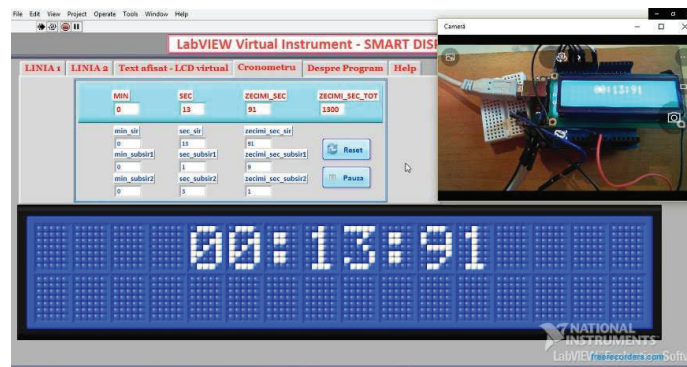 File Edit View Project Operate Tools Window Help
Cameră
LabVIEW Virtual Instrument - SMART DISP
LINIA 1 LINIA 2 Text afisat - LCD virtual Cronometru Despre Program Help
MIN SEC ZECIMI_SEC ZECIMI_SEC_TOT
0 13 91 1300
min_sir sec_sir zecimi_sec_sir
0 13 91
Reset
min_subsir1 sec_subsir1 zecimi_sec_subsir1
0 1 9
min_subsir2 sec_subsir2 zecimi_sec_subsir2
Pauza
0 3 1
00:13:91
00:13:91
NATIONAL
INSTRUMENTS
LabVIEW
freerecorders.com